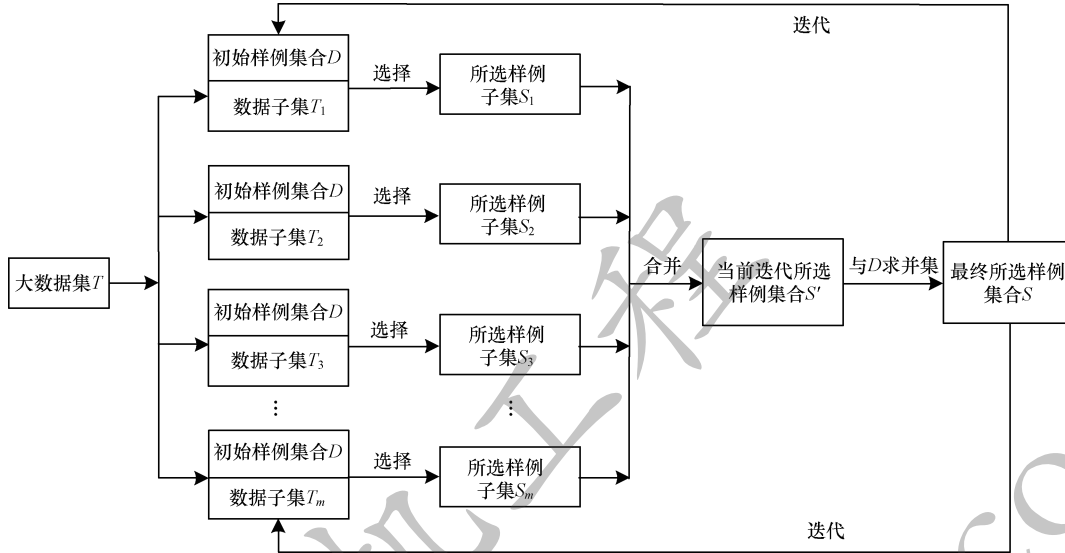 迭代
初始样例集合D
数据子集T1
选择
所选样例
子集S1
初始样例集合D
数据子集T2
选择
所选样例
子集S2
大数据集T
合并
当前迭代所选
样例集合S′
与D求并集
最终所选样例
集合S
初始样例集合D
数据子集T3
选择
所选样例
子集S3
⋮
⋮
初始样例集合D
数据子集Tm
选择
所选样例
子集Sm
迭代
机工程
co